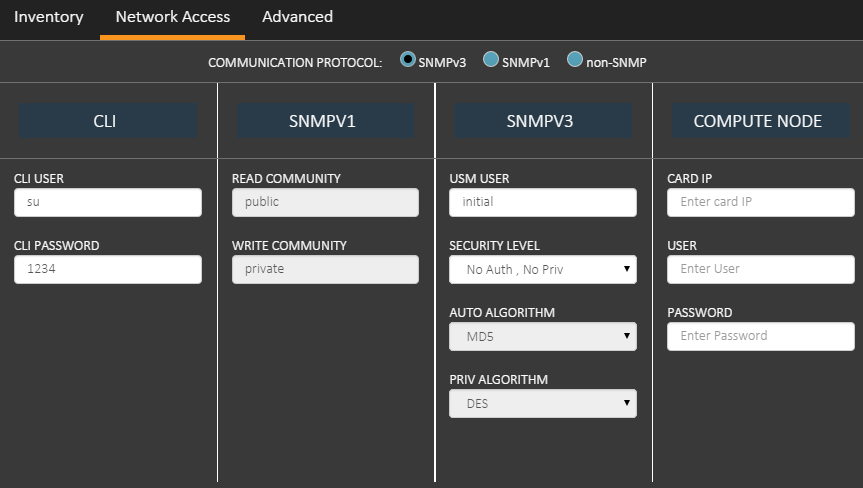 Inventory
Network Access
Advanced
COMMUNICATION PROTOCOL:
SNMPv3
SNMPv1
non-SNMP
CLI
SNMPV1
SNMPV3
COMPUTE NODE
CLI USER
su
CLI PASSWORD
1234
READ COMMUNITY
public
WRITE COMMUNITY
private
USM USER
initial
SECURITY LEVEL
No Auth , No Priv
AUTO ALGORITHM
MD5
PRIV ALGORITHM
DES
CARD IP
Enter card IP
USER
Enter User
PASSWORD
Enter Password